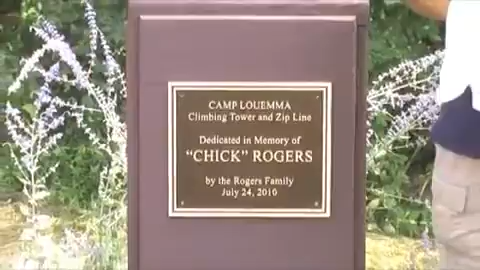 CAMP LOUEMMA
Climbing Tower and Zip Line
Dedicated in Memory of
“CHICK” ROGERS
by the Rogers Family
July 24, 2010